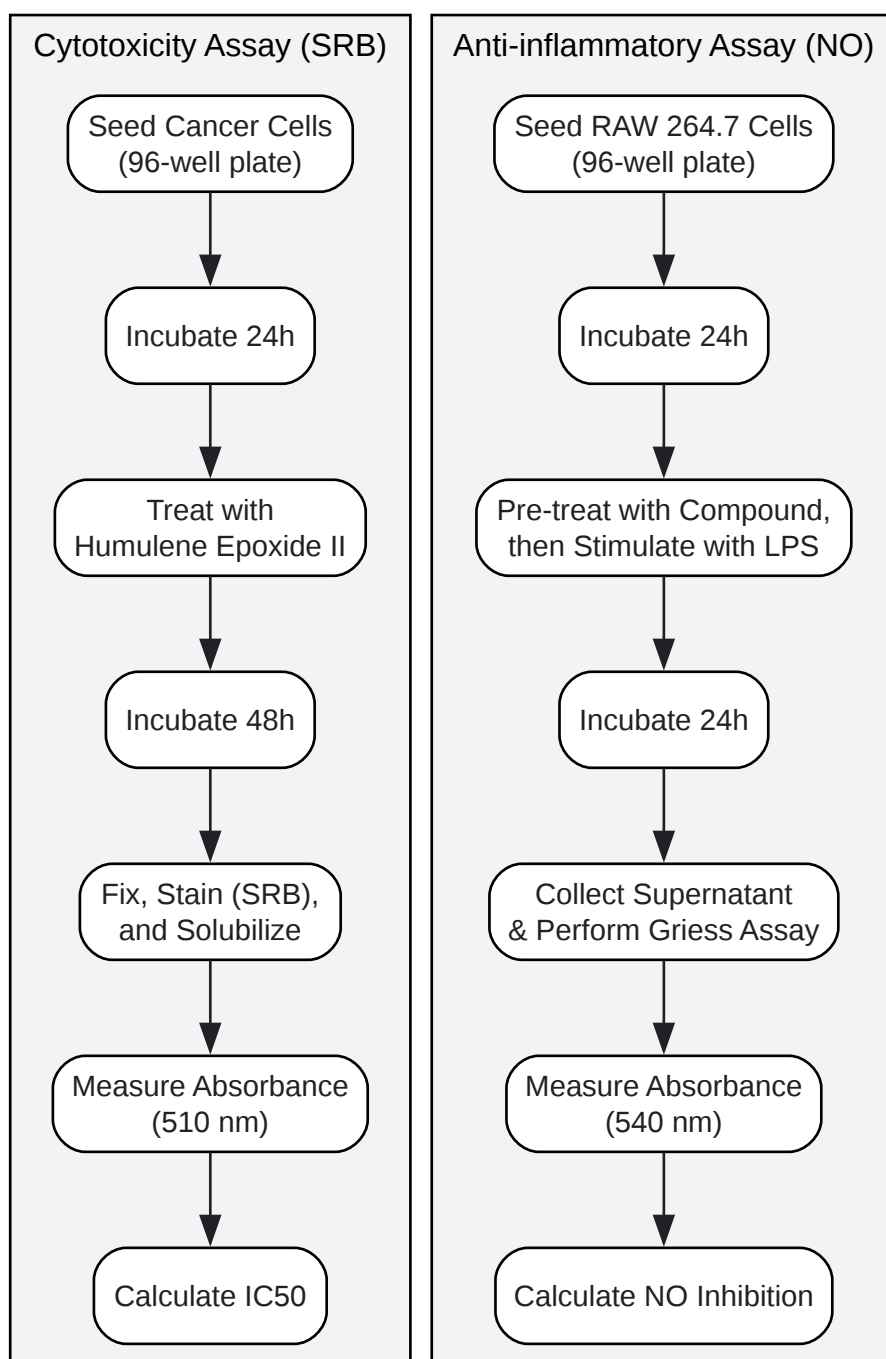 Cytotoxicity Assay (SRB)
Seed Cancer Cells
(96-well plate)
Incubate 24h
Treat with
Humulene Epoxide II
Incubate 48h
Fix, Stain (SRB),
and Solubilize
Measure Absorbance
(510 nm)
Calculate IC50
Anti-inflammatory Assay (NO)
Seed RAW 264.7 Cells
(96-well plate)
Incubate 24h
Pre-treat with Compound,
then Stimulate with LPS
Incubate 24h
Collect Supernatant
& Perform Griess Assay
Measure Absorbance
(540 nm)
Calculate NO Inhibition